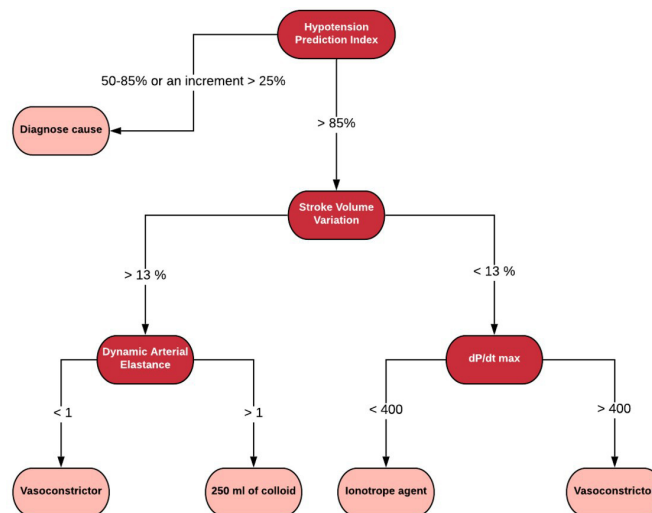 Hypotension
Prediction Index
50-85% or an increment > 25%
Diagnose cause
> 85%
Stroke Volume
Variation
> 13 %
< 13 %
Dynamic Arterial
Elastance
dP/dt max
< 1
> 1
< 400
> 400
Vasoconstrictor
250 ml of colloid
Ionotrope agent
Vasoconstricto